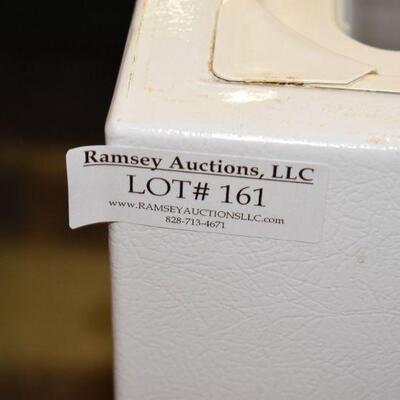 Ramsey Auctions, LLC
LOT# 161
www.RAMSEYAUCTIONSLLC.com
828-713-4671